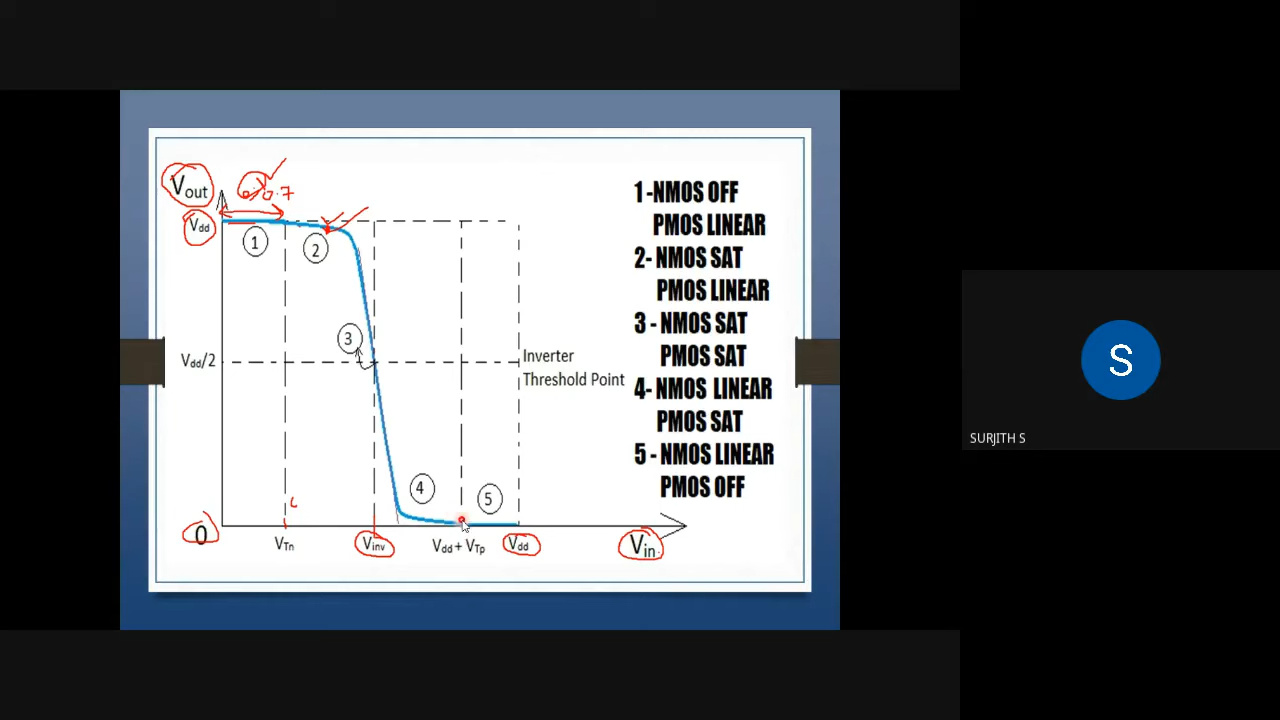 Vout
0.7
Vdd
1
2
3
Vdd/2
Inverter
Threshold Point
4
5
0
VTn
Vinv
Vdd + VTp
Vdd
Vin
1 -NMOS OFF
PMOS LINEAR
2- NMOS SAT
PMOS LINEAR
3 - NMOS SAT
PMOS SAT
4- NMOS LINEAR
PMOS SAT
5 - NMOS LINEAR
PMOS OFF
S
SURJITH S